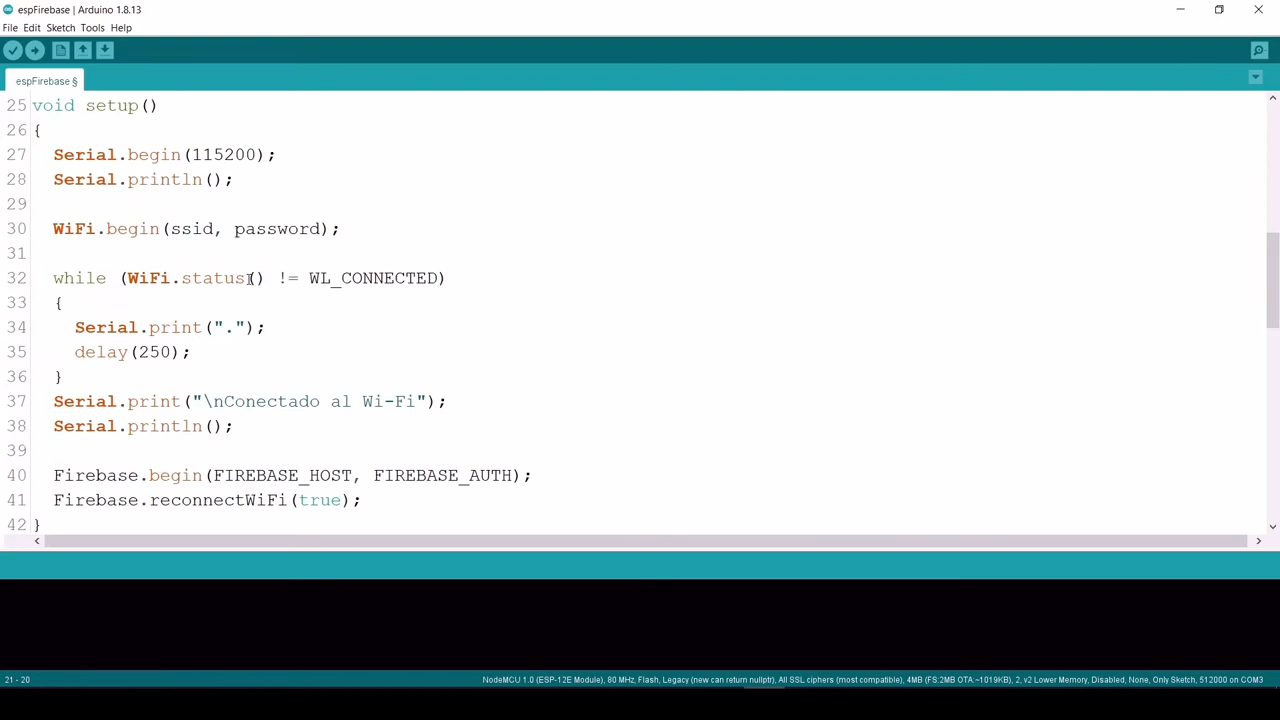 espFirebase | Arduino 1.8.13
File Edit Sketch Tools Help
espFirebase §
25 void setup()
26 {
27 Serial.begin(115200);
28 Serial.println();
29
30 WiFi.begin(ssid, password);
31
32 while (WiFi.status() != WL_CONNECTED)
33 {
34 Serial.print(".");
35 delay(250);
36 }
37 Serial.print("\nConectado al Wi-Fi");
38 Serial.println();
39
40 Firebase.begin(FIREBASE_HOST, FIREBASE_AUTH);
41 Firebase.reconnectWiFi(true);
42 }
21 - 20 NodeMCU 1.0 (ESP-12E Module), 80 MHz, Flash, Legacy (new can return nullptr), All SSL ciphers (most compatible), 4MB (FS:2MB OTA:~1019KB), 2, v2 Lower Memory, Disabled, None, Only Sketch, 512000 on COM3